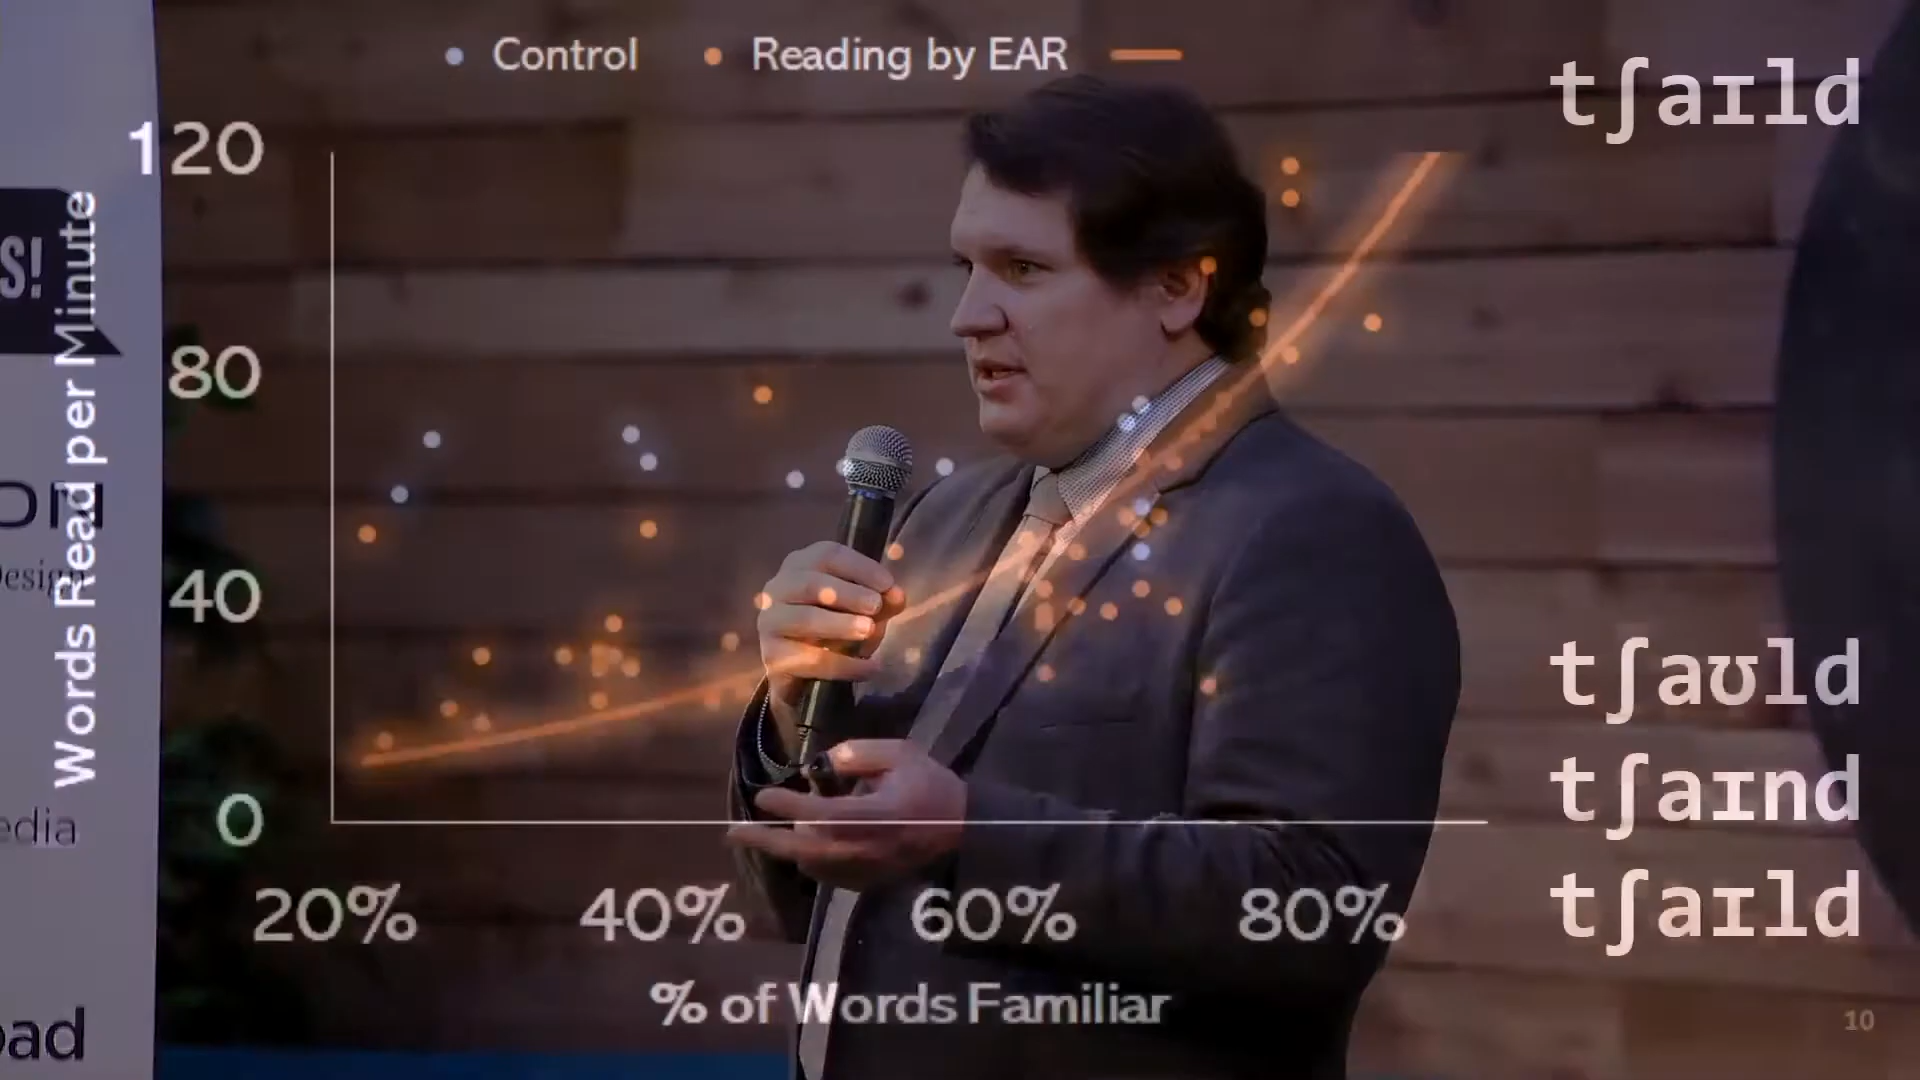 Control Reading by EAR
tʃaɪld
120
80
40
0
Words Read per Minute
20% 40% 60% 80%
% of Words Familiar
tʃaʊld
tʃaɪnd
tʃaɪld
10
S!
Design
edia